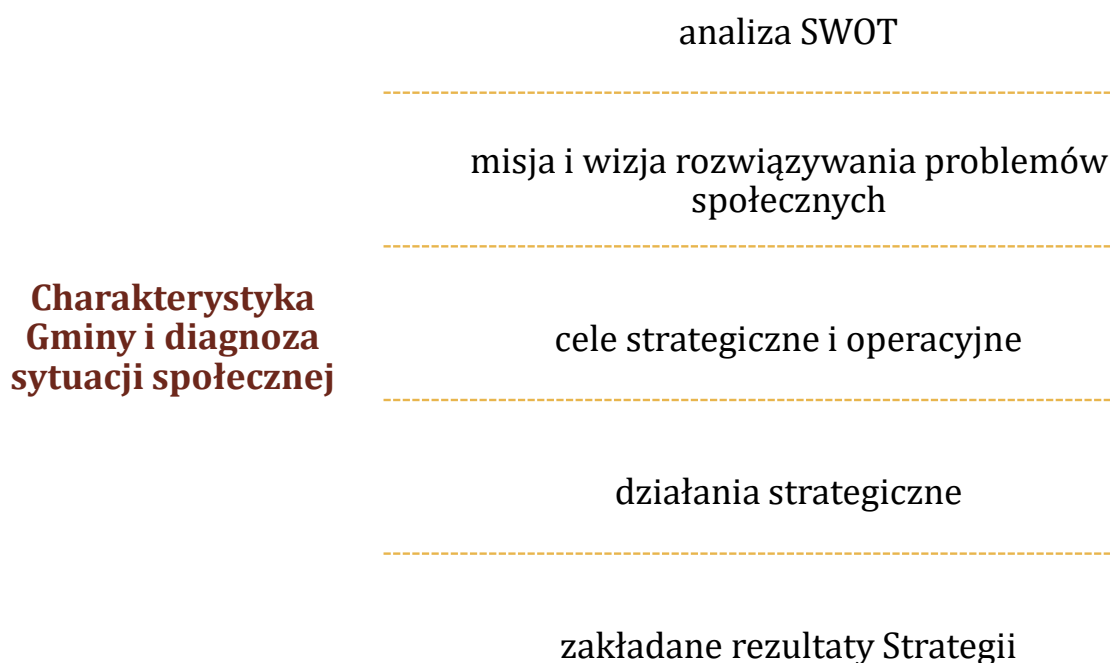 analiza SWOT
misja i wizja rozwiązywania problemów
społecznych
Charakterystyka
Gminy i diagnoza
sytuacji społecznej
cele strategiczne i operacyjne
działania strategiczne
zakładane rezultaty Strategii